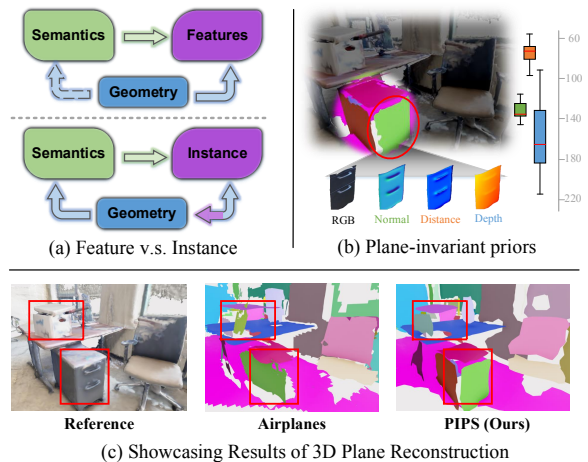 Semantics
Features
Geometry
Semantics
Instance
Geometry
(a) Feature v.s. Instance
-60
-100
-140
-180
-220
RGB
Normal
Distance
Depth
(b) Plane-invariant priors
Reference
Airplanes
PIPS (Ours)
(c) Showcasing Results of 3D Plane Reconstruction